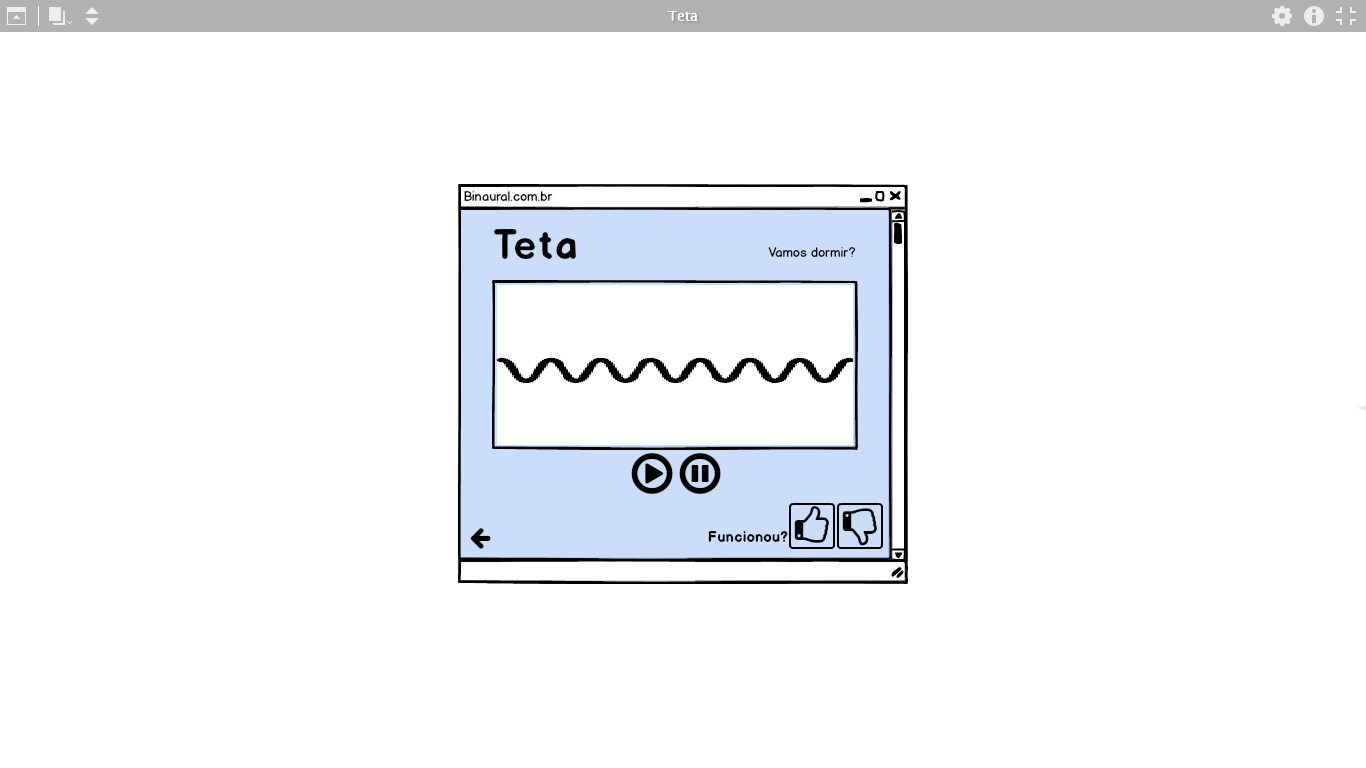 Teta
Binaural.com.br
Teta
Vamos dormir?
Funcionou?